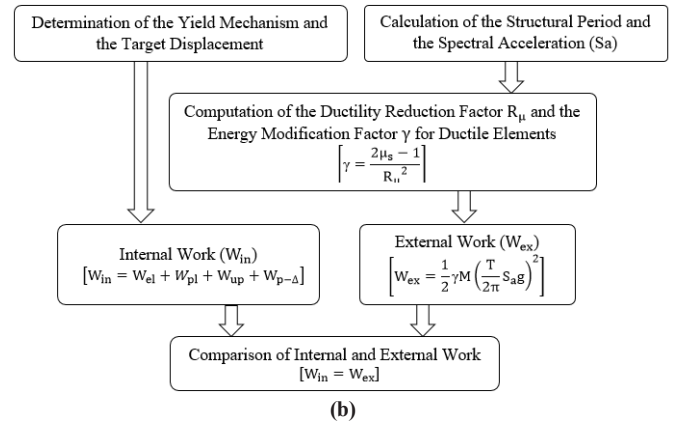 Determination of the Yield Mechanism and
the Target Displacement
Calculation of the Structural Period and
the Spectral Acceleration (Sa)
Computation of the Ductility Reduction Factor Rμ and the
Energy Modification Factor γ for Ductile Elements
[γ = (2μs − 1) / Rμ²]
Internal Work (Win)
[Win = Wel + Wpl + Wup + Wp−Δ]
External Work (Wex)
[Wex = 1/2 γM (T/2π Sag)²]
Comparison of Internal and External Work
[Win = Wex]
(b)